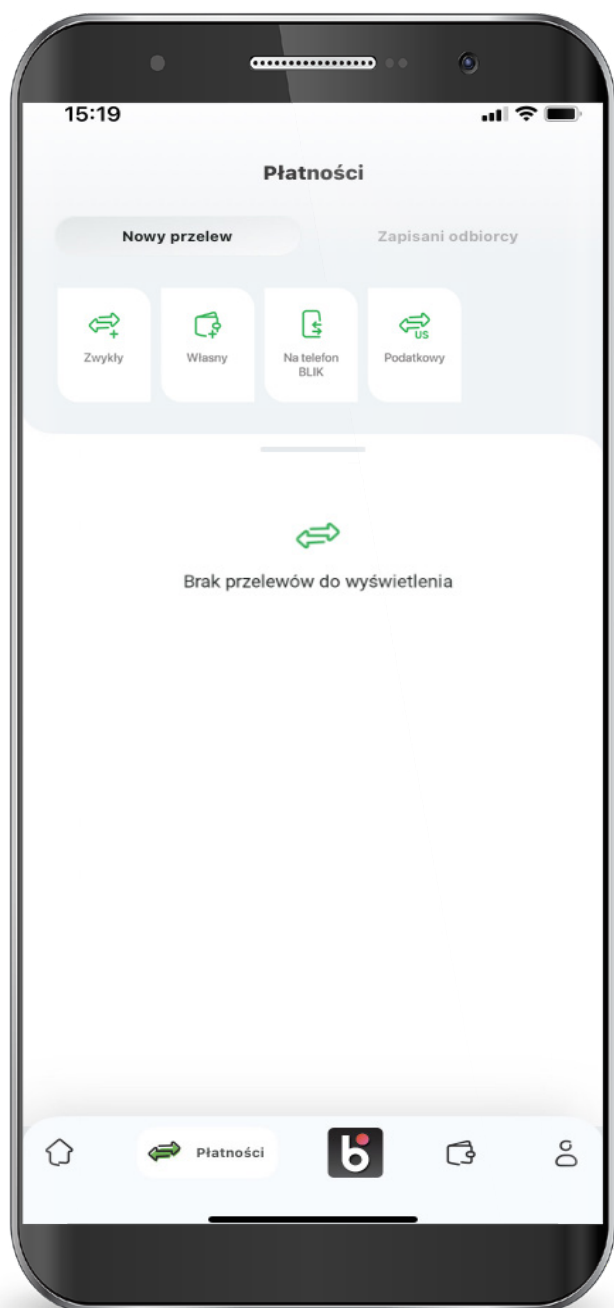 15:19
Płatności
Nowy przelew
Zapisani odbiorcy
Zwykły
Własny
Na telefon
BLIK
Podatkowy
US
Brak przelewów do wyświetlenia
Płatności
b